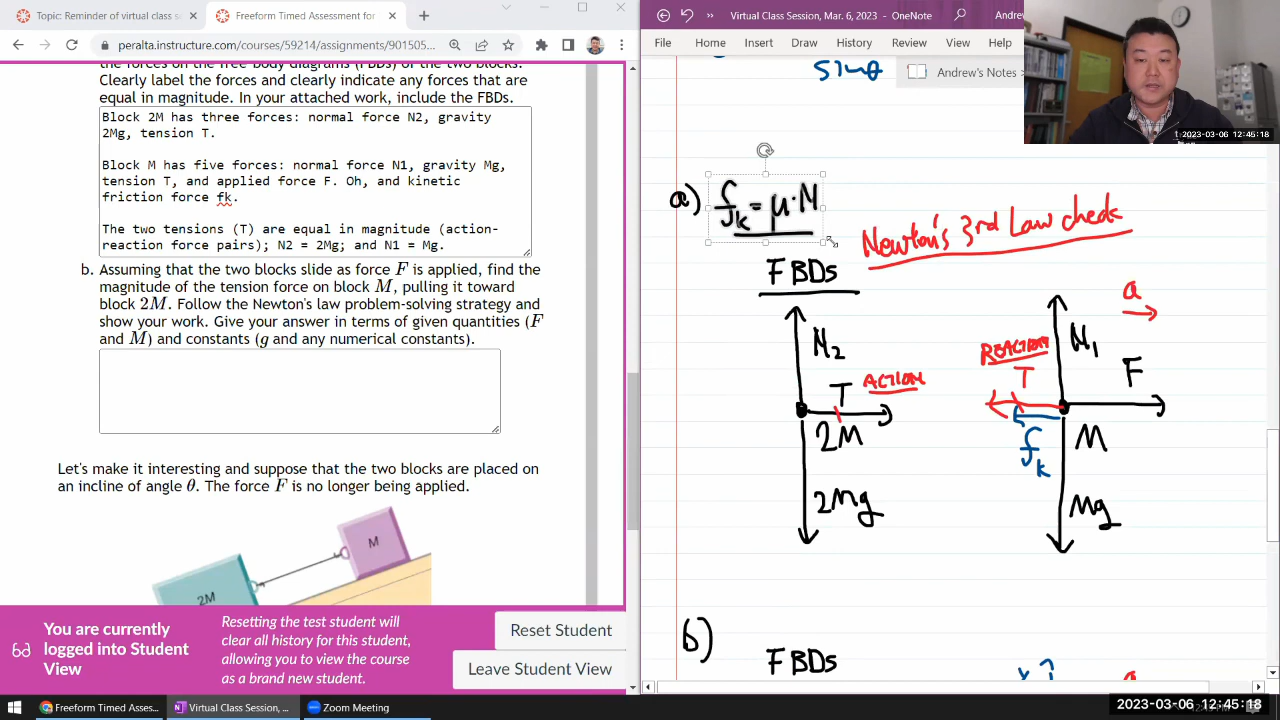 Topic: Reminder of virtual class s
Freeform Timed Assessment for
peralta.instructure.com/courses/59214/assignments/901505...
the forces on the free body diagrams (FBDs) of the two blocks.
Clearly label the forces and clearly indicate any forces that are
equal in magnitude. In your attached work, include the FBDs.
Block 2M has three forces: normal force N2, gravity
2Mg, tension T.
Block M has five forces: normal force N1, gravity Mg,
tension T, and applied force F. Oh, and kinetic
friction force fk.
The two tensions (T) are equal in magnitude (action-
reaction force pairs); N2 = 2Mg; and N1 = Mg.
b. Assuming that the two blocks slide as force F is applied, find the
magnitude of the tension force on block M, pulling it toward
block 2M. Follow the Newton's law problem-solving strategy and
show your work. Give your answer in terms of given quantities (F
and M) and constants (g and any numerical constants).
Let's make it interesting and suppose that the two blocks are placed on
an incline of angle θ. The force F is no longer being applied.
M
2M
You are currently
logged into Student
View
Resetting the test student will
clear all history for this student,
allowing you to view the course
as a brand new student.
Reset Student
Leave Student View
Virtual Class Session, Mar. 6, 2023 - OneNote
Andre
File Home Insert Draw History Review View Help
Andrew's Notes >
sinθ
t:2023-03-06 12:45:18
a) fk = μ·N
Newton's 3rd Law check
FBDs
a
N2
N1
REACTION
T
F
T
ACTION
2M
M
fk
2Mg
Mg
b)
FBDs
a
Freeform Timed Asses...
Virtual Class Session, ...
Zoom Meeting
2023-03-06 12:45:18